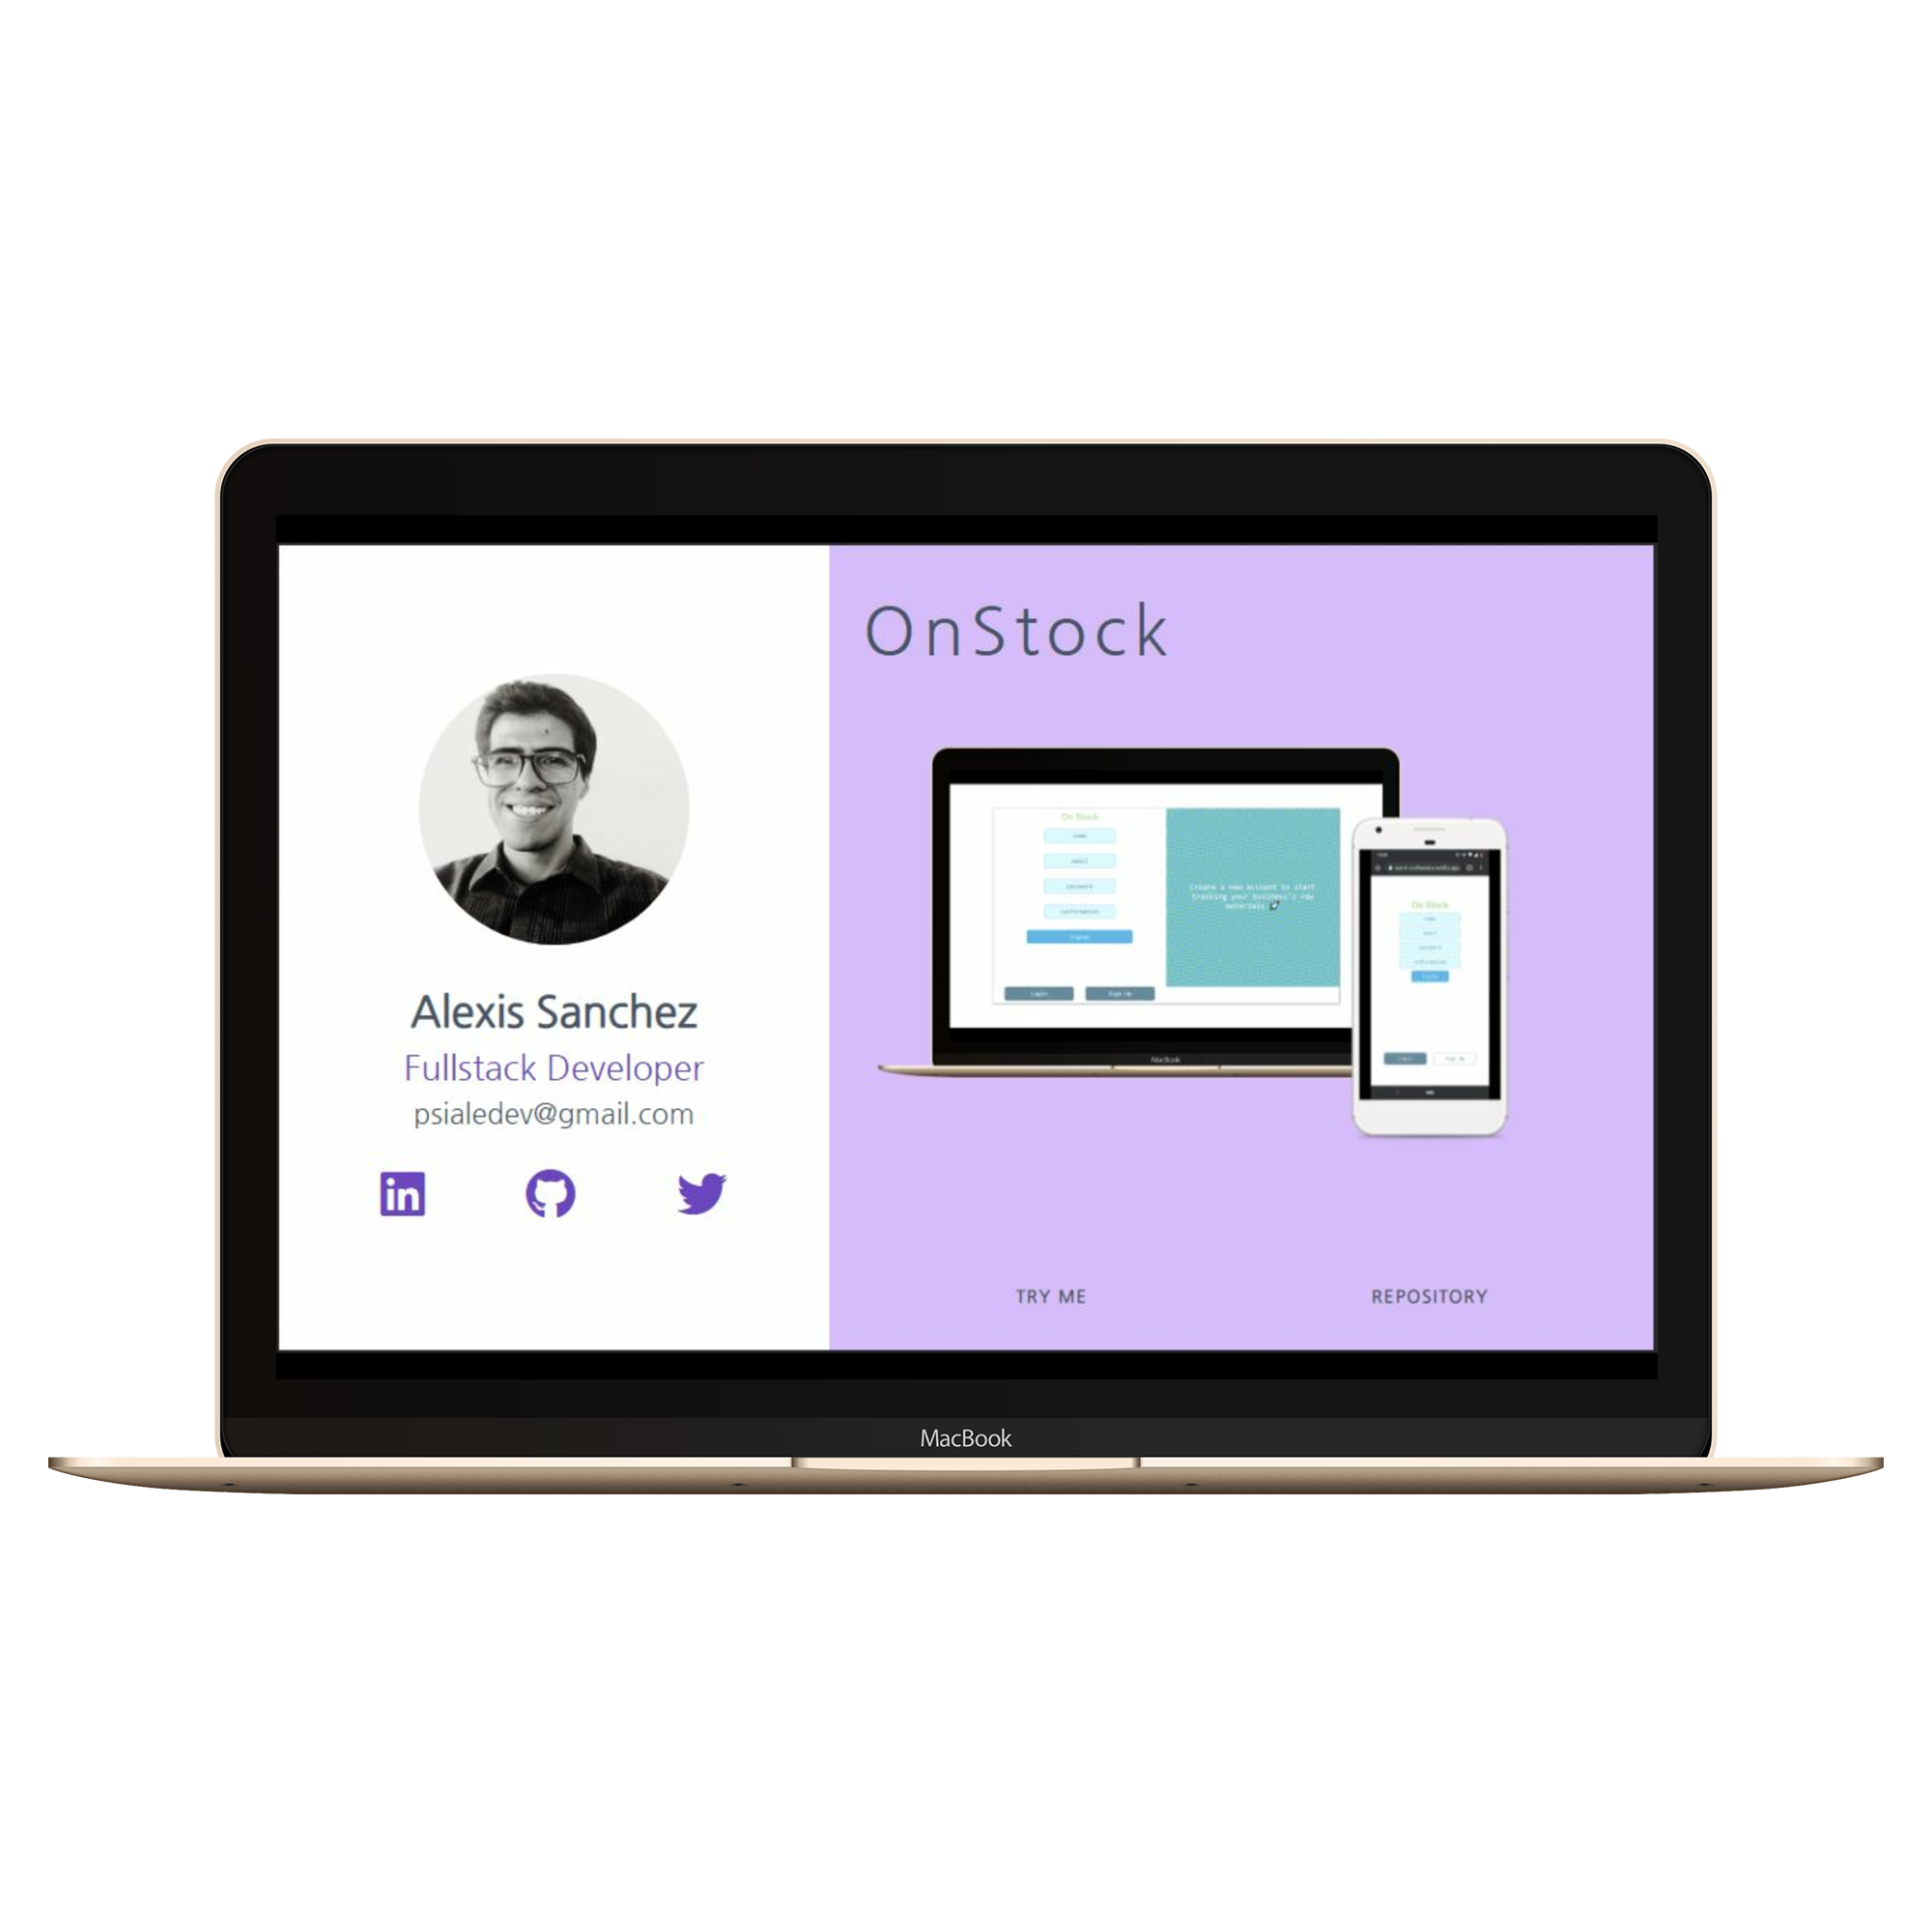 Alexis Sanchez
Fullstack Developer
psialedev@gmail.com
in
OnStock
On Stock
name
email
password
confirmation
Create a new account to start
tracking your business's raw
materials
Login
Sign Up
MacBook
On Stock
name
email
password
confirmation
Login
Sign Up
TRY ME
REPOSITORY
MacBook